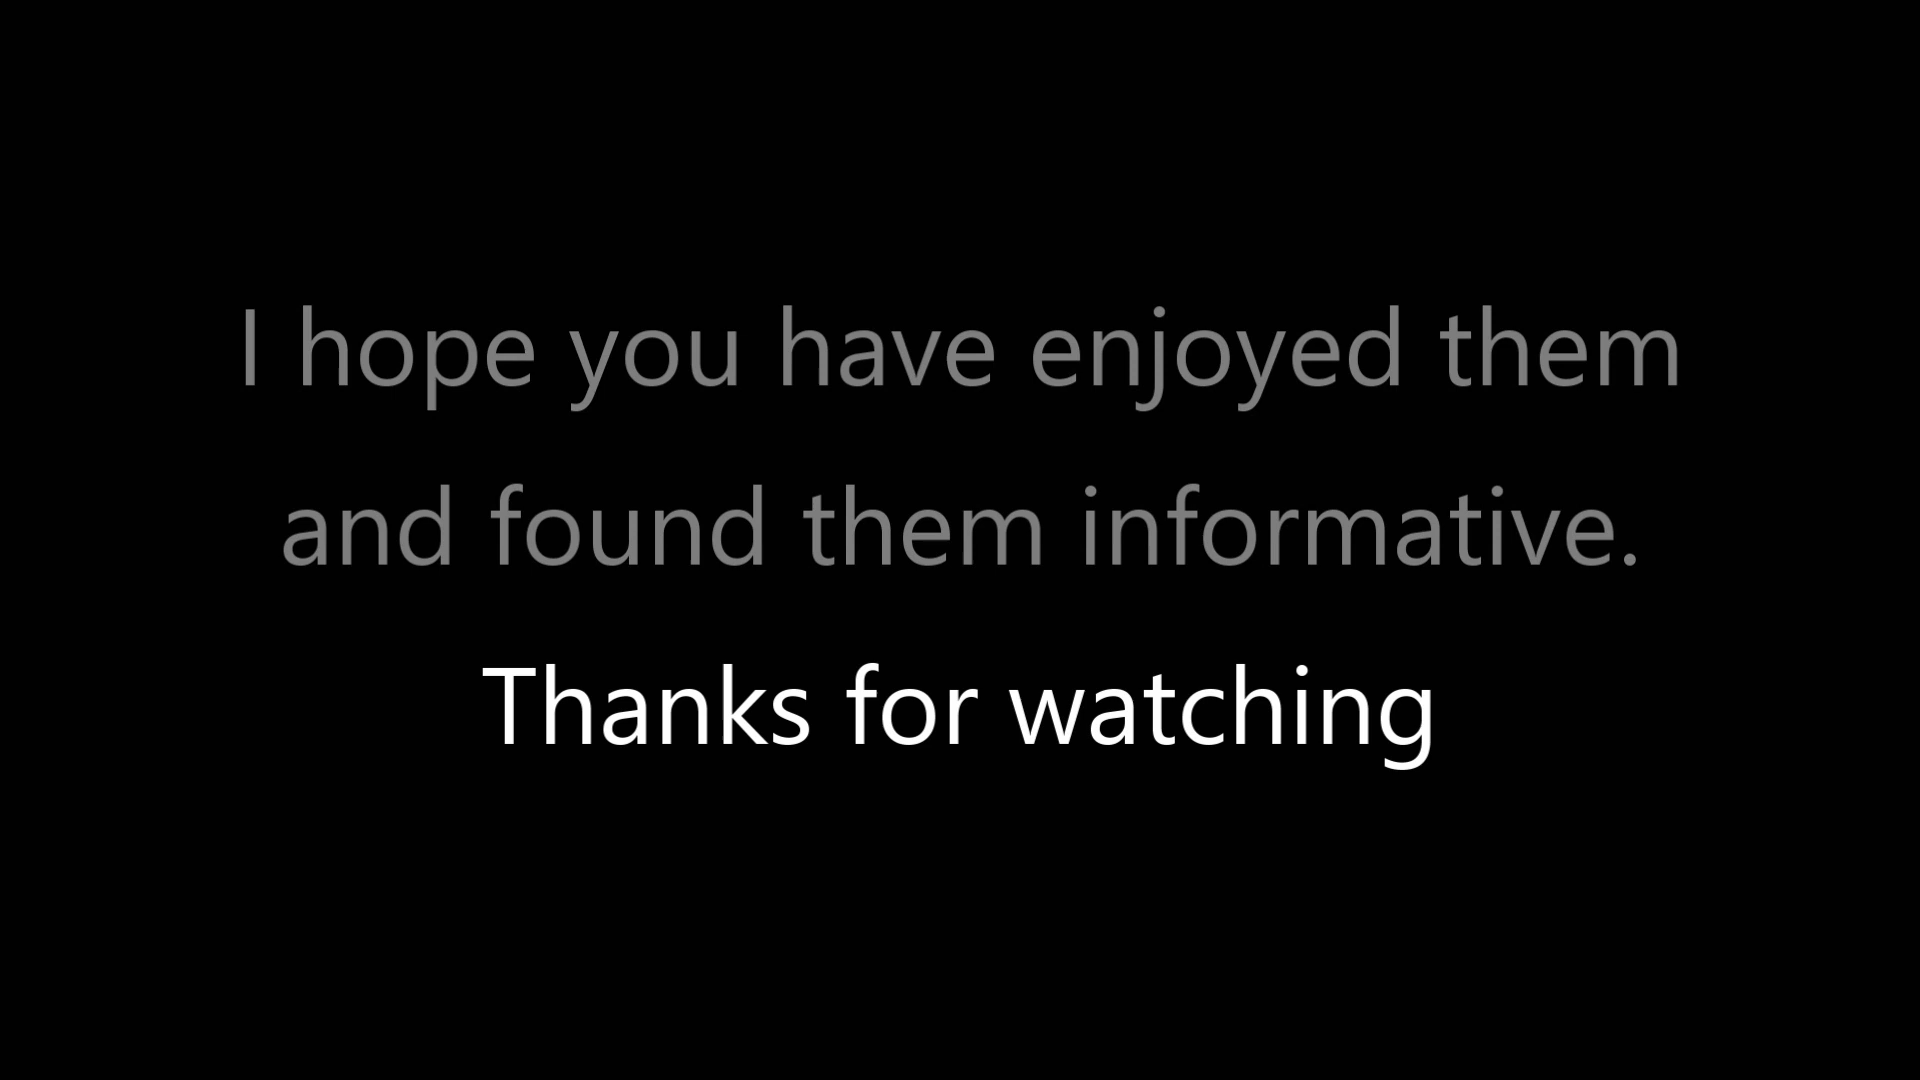 I hope you have enjoyed them
and found them informative.
Thanks for watching